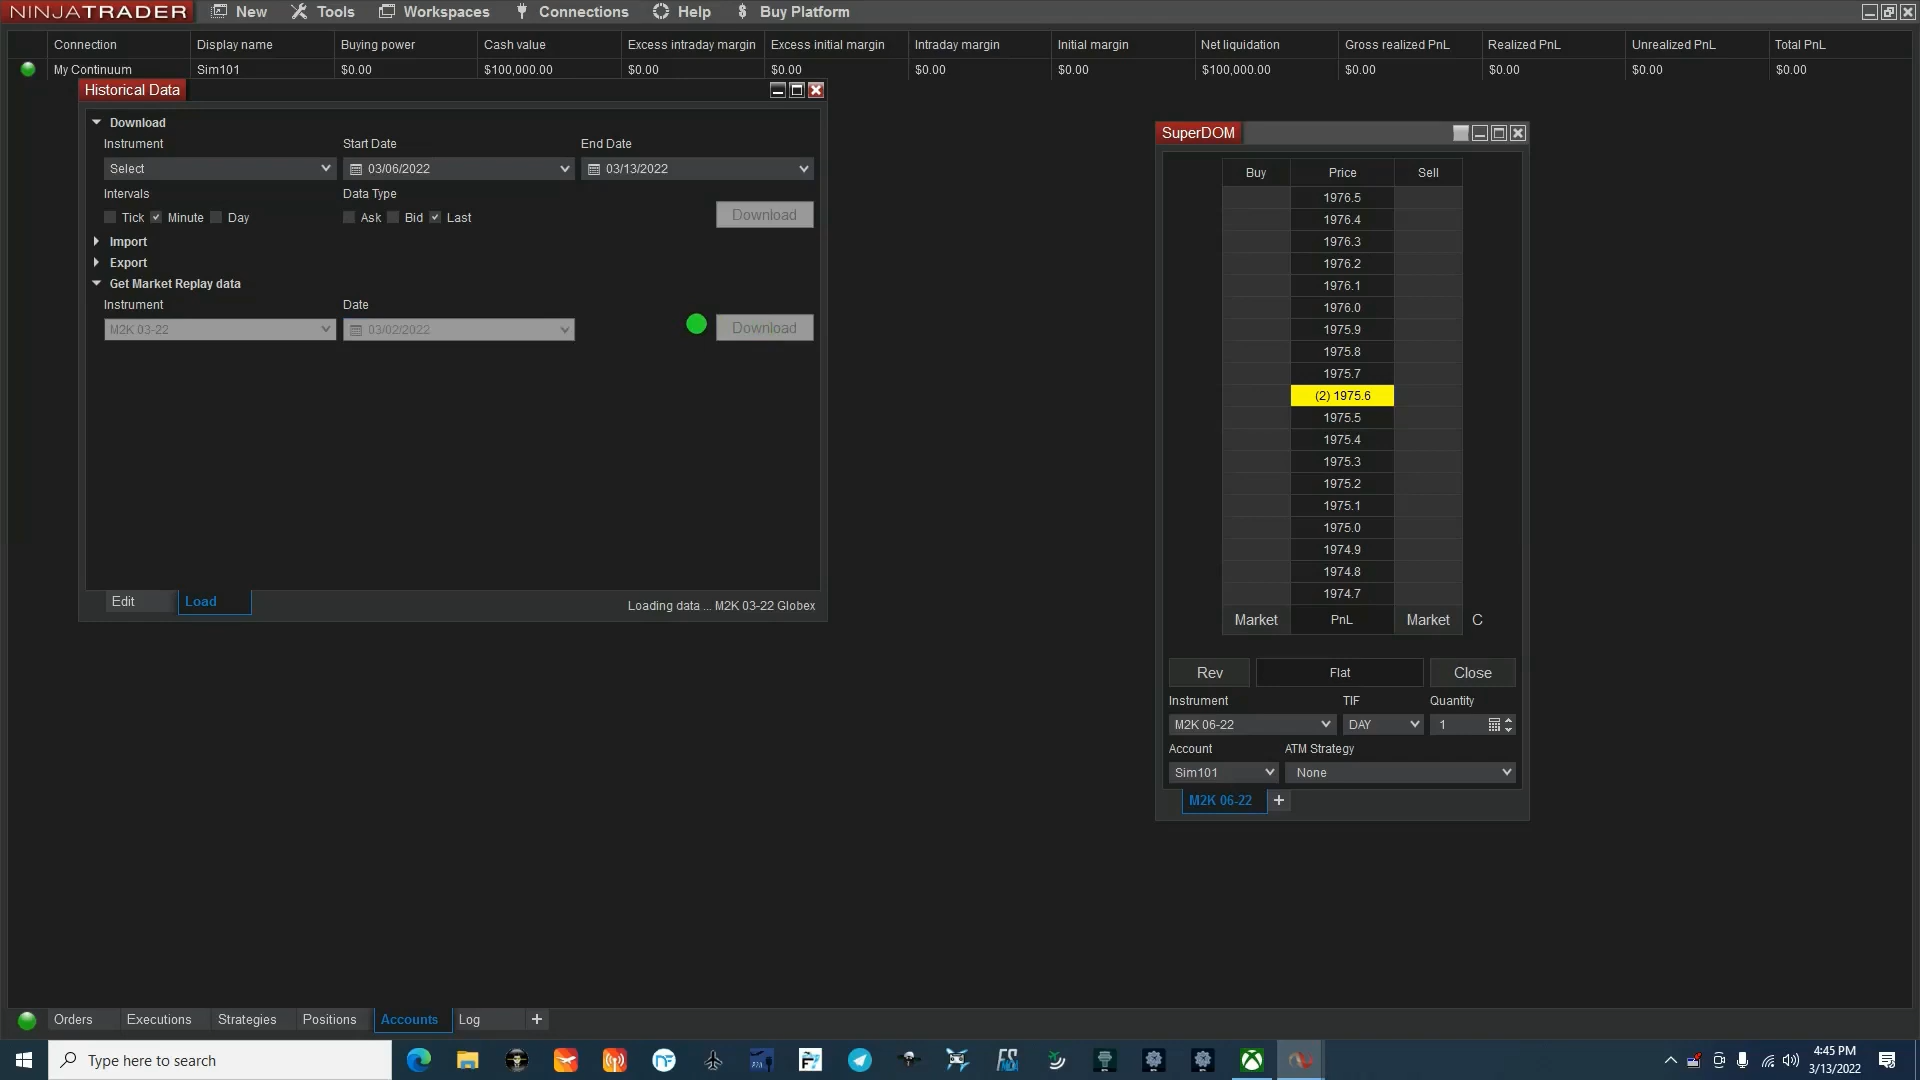 NINJATRADER New Tools Workspaces Connections Help $ Buy Platform
Connection Display name Buying power Cash value Excess intraday margin Excess initial margin Intraday margin Initial margin Net liquidation Gross realized PnL Realized PnL Unrealized PnL Total PnL
My Continuum Sim101 $0.00 $100,000.00 $0.00 $0.00 $0.00 $0.00 $100,000.00 $0.00 $0.00 $0.00 $0.00
Historical Data
Download
Instrument Start Date End Date
Select 03/06/2022 03/13/2022
Intervals Data Type
Tick Minute Day Ask Bid Last Download
Import
Export
Get Market Replay data
Instrument Date
M2K 03-22 03/02/2022 Download
Edit Load Loading data ... M2K 03-22 Globex
SuperDOM
Buy Price Sell
1976.5
1976.4
1976.3
1976.2
1976.1
1976.0
1975.9
1975.8
1975.7
(2) 1975.6
1975.5
1975.4
1975.3
1975.2
1975.1
1975.0
1974.9
1974.8
1974.7
Market PnL Market C
Rev Flat Close
Instrument TIF Quantity
M2K 06-22 DAY 1
Account ATM Strategy
Sim101 None
M2K 06-22 +
Orders Executions Strategies Positions Accounts Log +
Type here to search
4:45 PM
3/13/2022